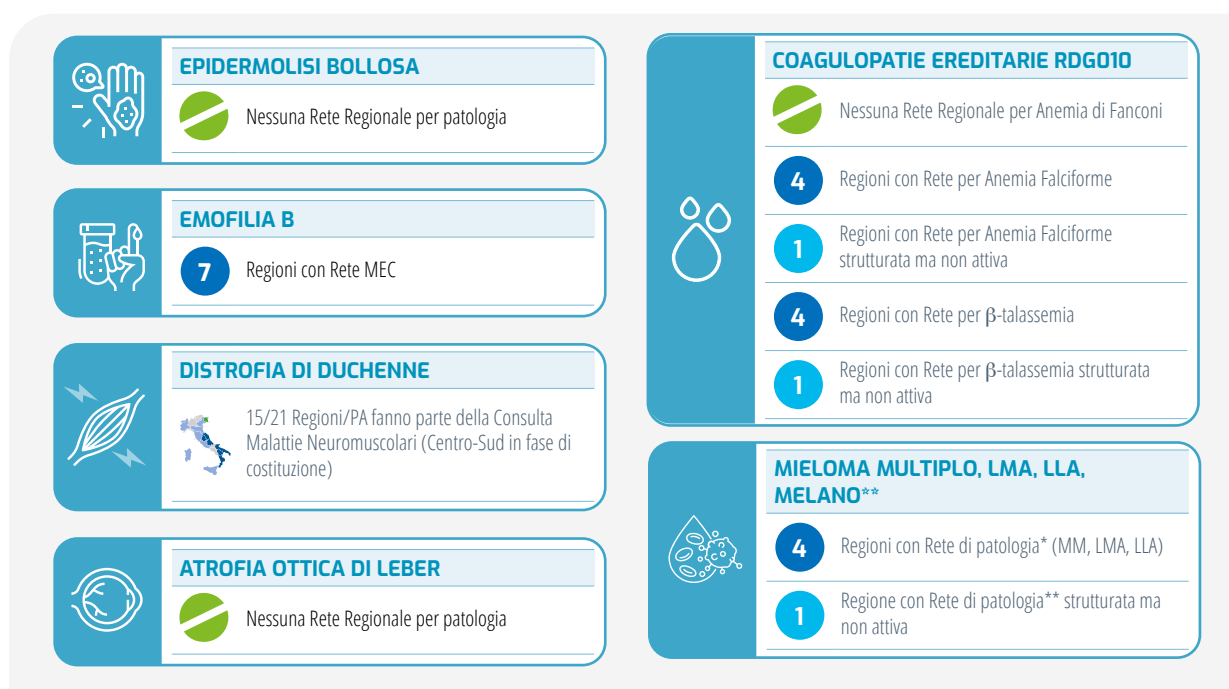 EPIDERMOLISI BOLLOSA
Nessuna Rete Regionale per patologia
EMOFILIA B
7
Regioni con Rete MEC
DISTROFIA DI DUCHENNE
15/21 Regioni/PA fanno parte della Consulta
Malattie Neuromuscolari (Centro-Sud in fase di
costituzione)
ATROFIA OTTICA DI LEBER
Nessuna Rete Regionale per patologia
COAGULOPATIE EREDITARIE RDG010
Nessuna Rete Regionale per Anemia di Fanconi
4
Regioni con Rete per Anemia Falciforme
1
Regioni con Rete per Anemia Falciforme
strutturata ma non attiva
4
Regioni con Rete per β-talassemia
1
Regioni con Rete per β-talassemia strutturata
ma non attiva
MIELOMA MULTIPLO, LMA, LLA,
MELANO**
4
Regioni con Rete di patologia* (MM, LMA, LLA)
1
Regione con Rete di patologia** strutturata ma
non attiva